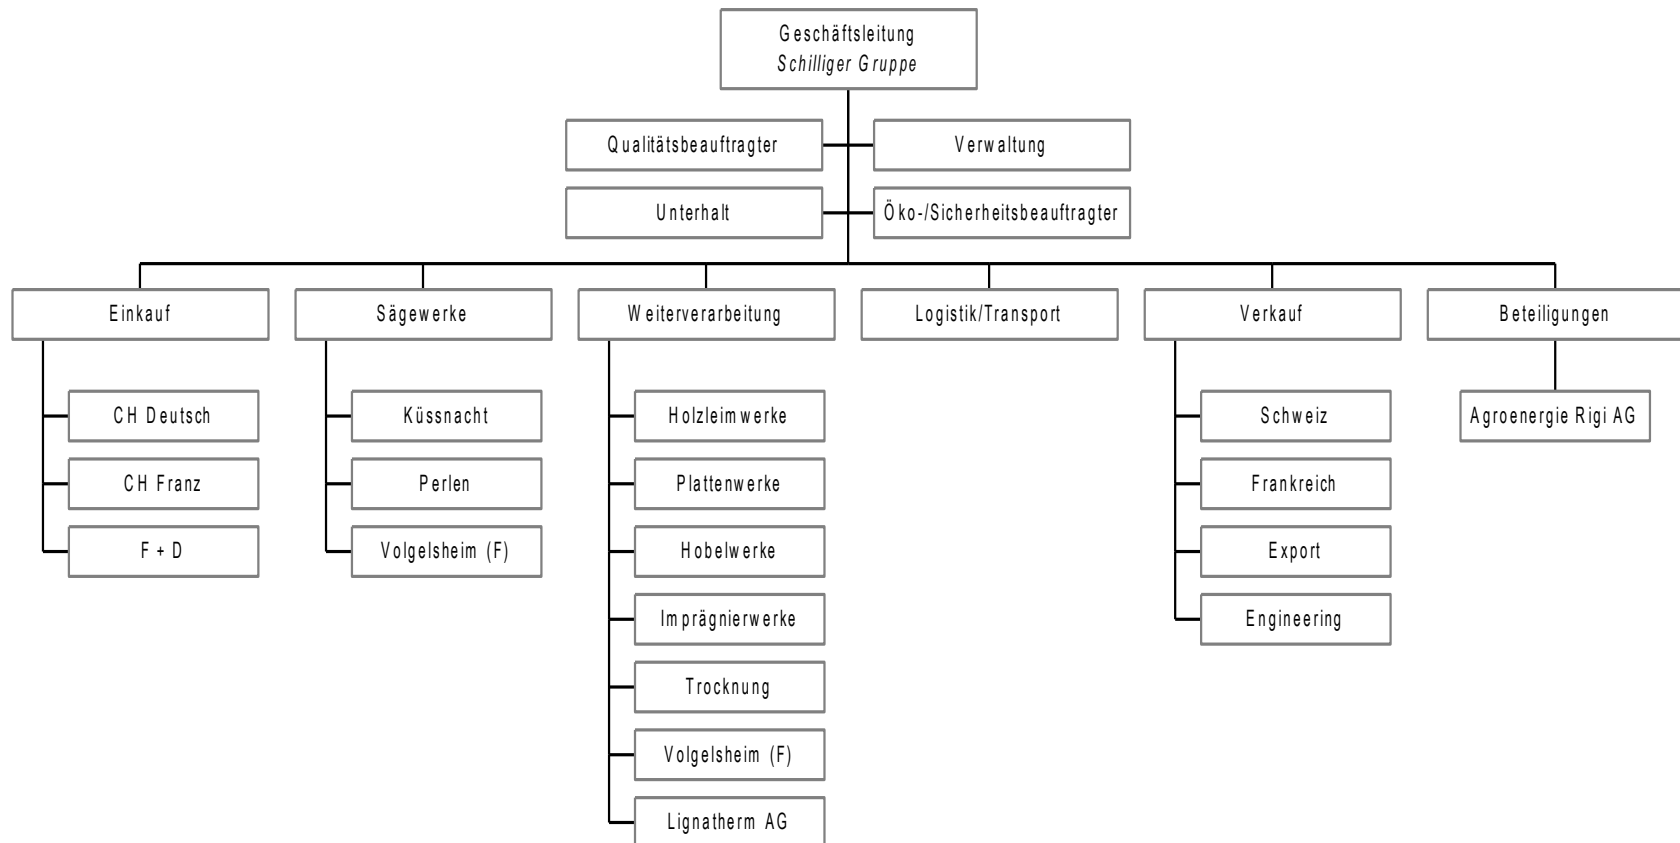 Geschäftsleitung
Schilliger Gruppe
Qualitätsbeauftragter
Verwaltung
Unterhalt
Öko-/Sicherheitsbeauftragter
Einkauf
Sägewerke
Weiterverarbeitung
Logistik/Transport
Verkauf
Beteiligungen
CH Deutsch
CH Franz
F + D
Küssnacht
Perlen
Volgelsheim (F)
Holzleimwerke
Plattenwerke
Hobelwerke
Imprägnierwerke
Trocknung
Volgelsheim (F)
Lignatherm AG
Schweiz
Frankreich
Export
Engineering
Agroenergie Rigi AG